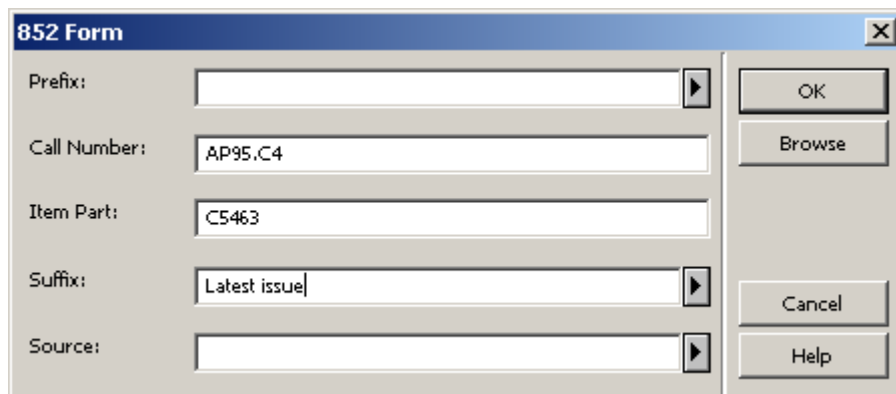 852 Form
Prefix:
OK
Call Number: AP95.C4
Browse
Item Part: C5463
Suffix: Latest issue
Cancel
Source:
Help